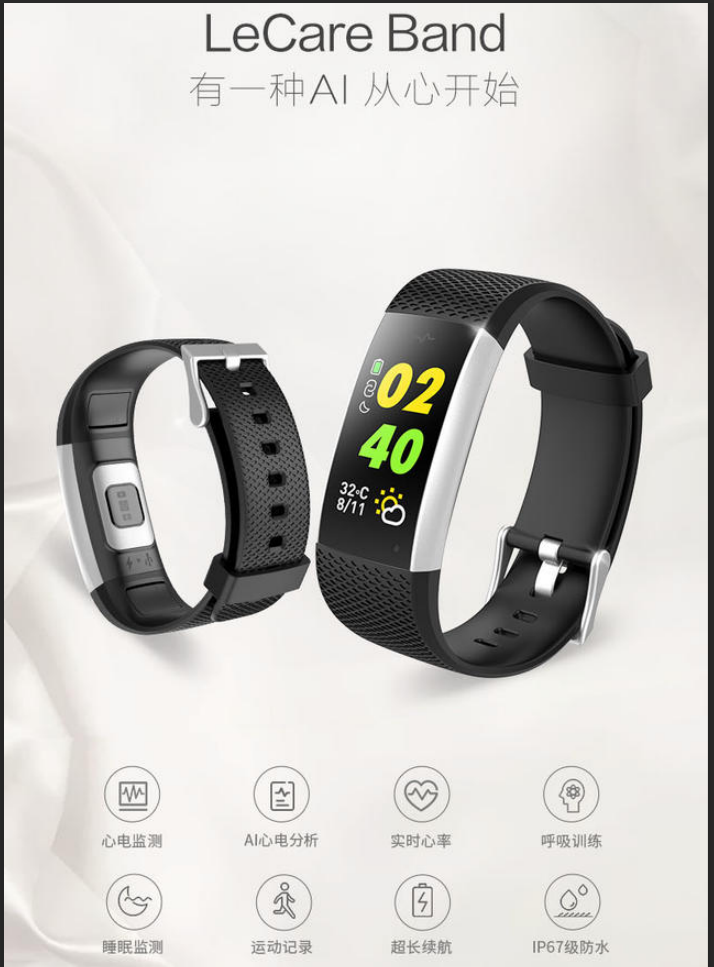 LeCare Band
有一种AI 从心开始
02
40
32°C
8/11
心电监测
AI心电分析
实时心率
呼吸训练
睡眠监测
运动记录
超长续航
IP67级防水